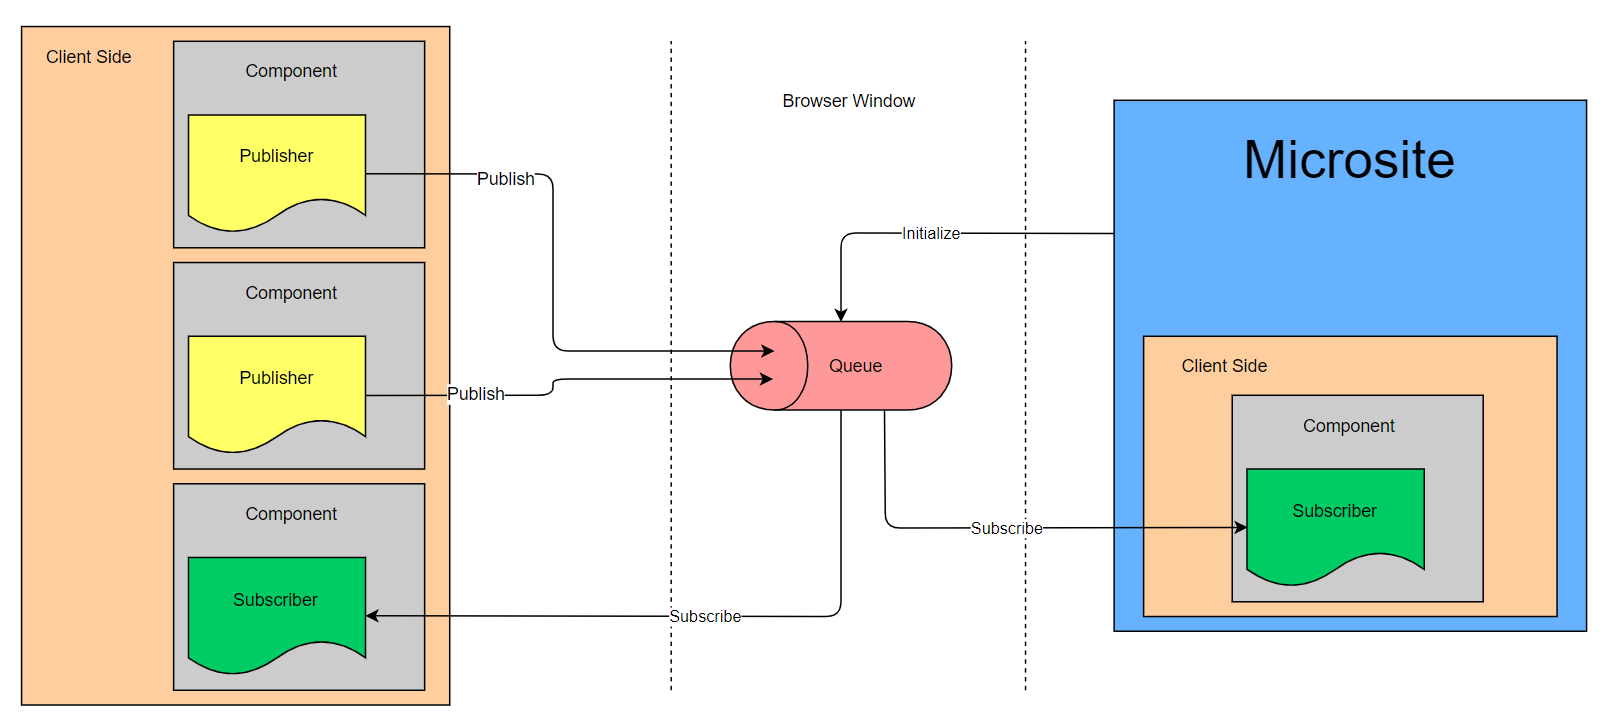 Client Side
Component
Publisher
Publish
Component
Publisher
Publish
Component
Subscriber
Browser Window
Initialize
Queue
Subscribe
Subscribe
Microsite
Client Side
Component
Subscriber